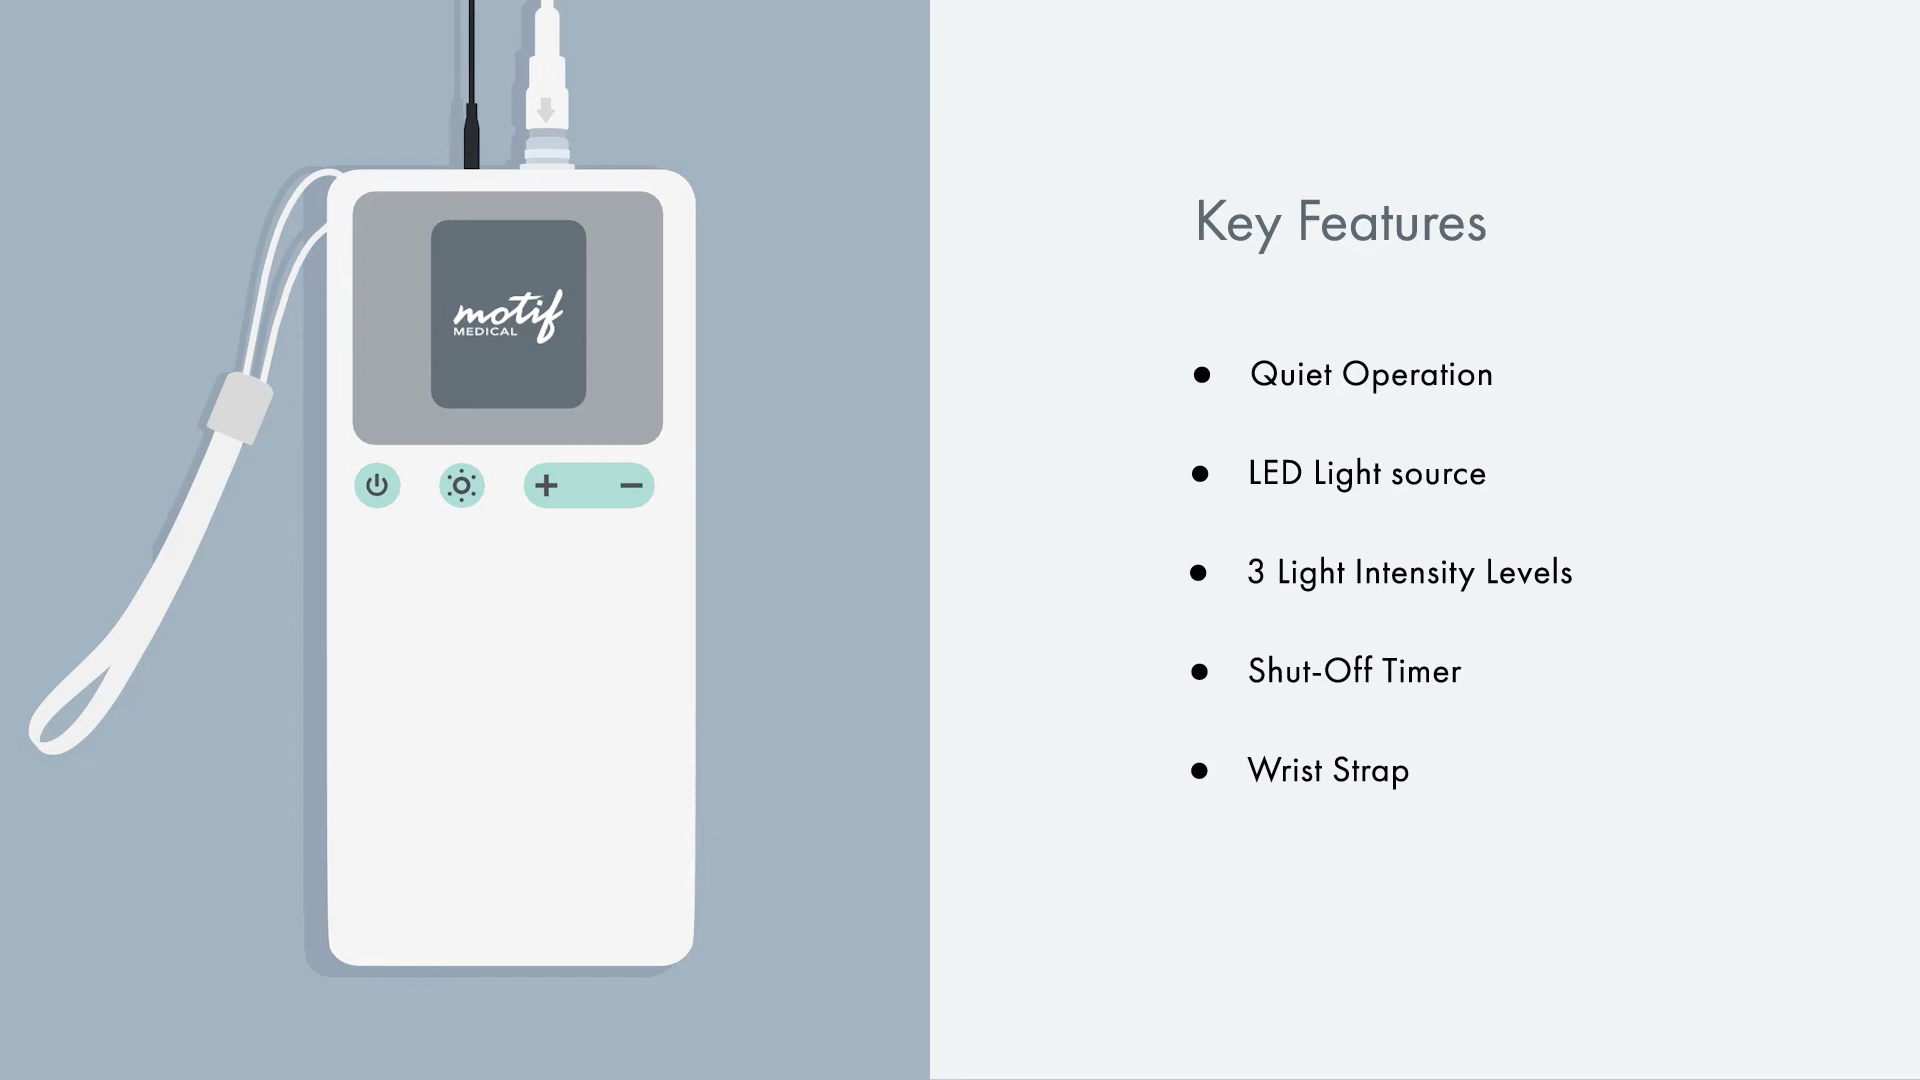 motif
MEDICAL
Key Features
● Quiet Operation
● LED Light source
● 3 Light Intensity Levels
● Shut-Off Timer
● Wrist Strap